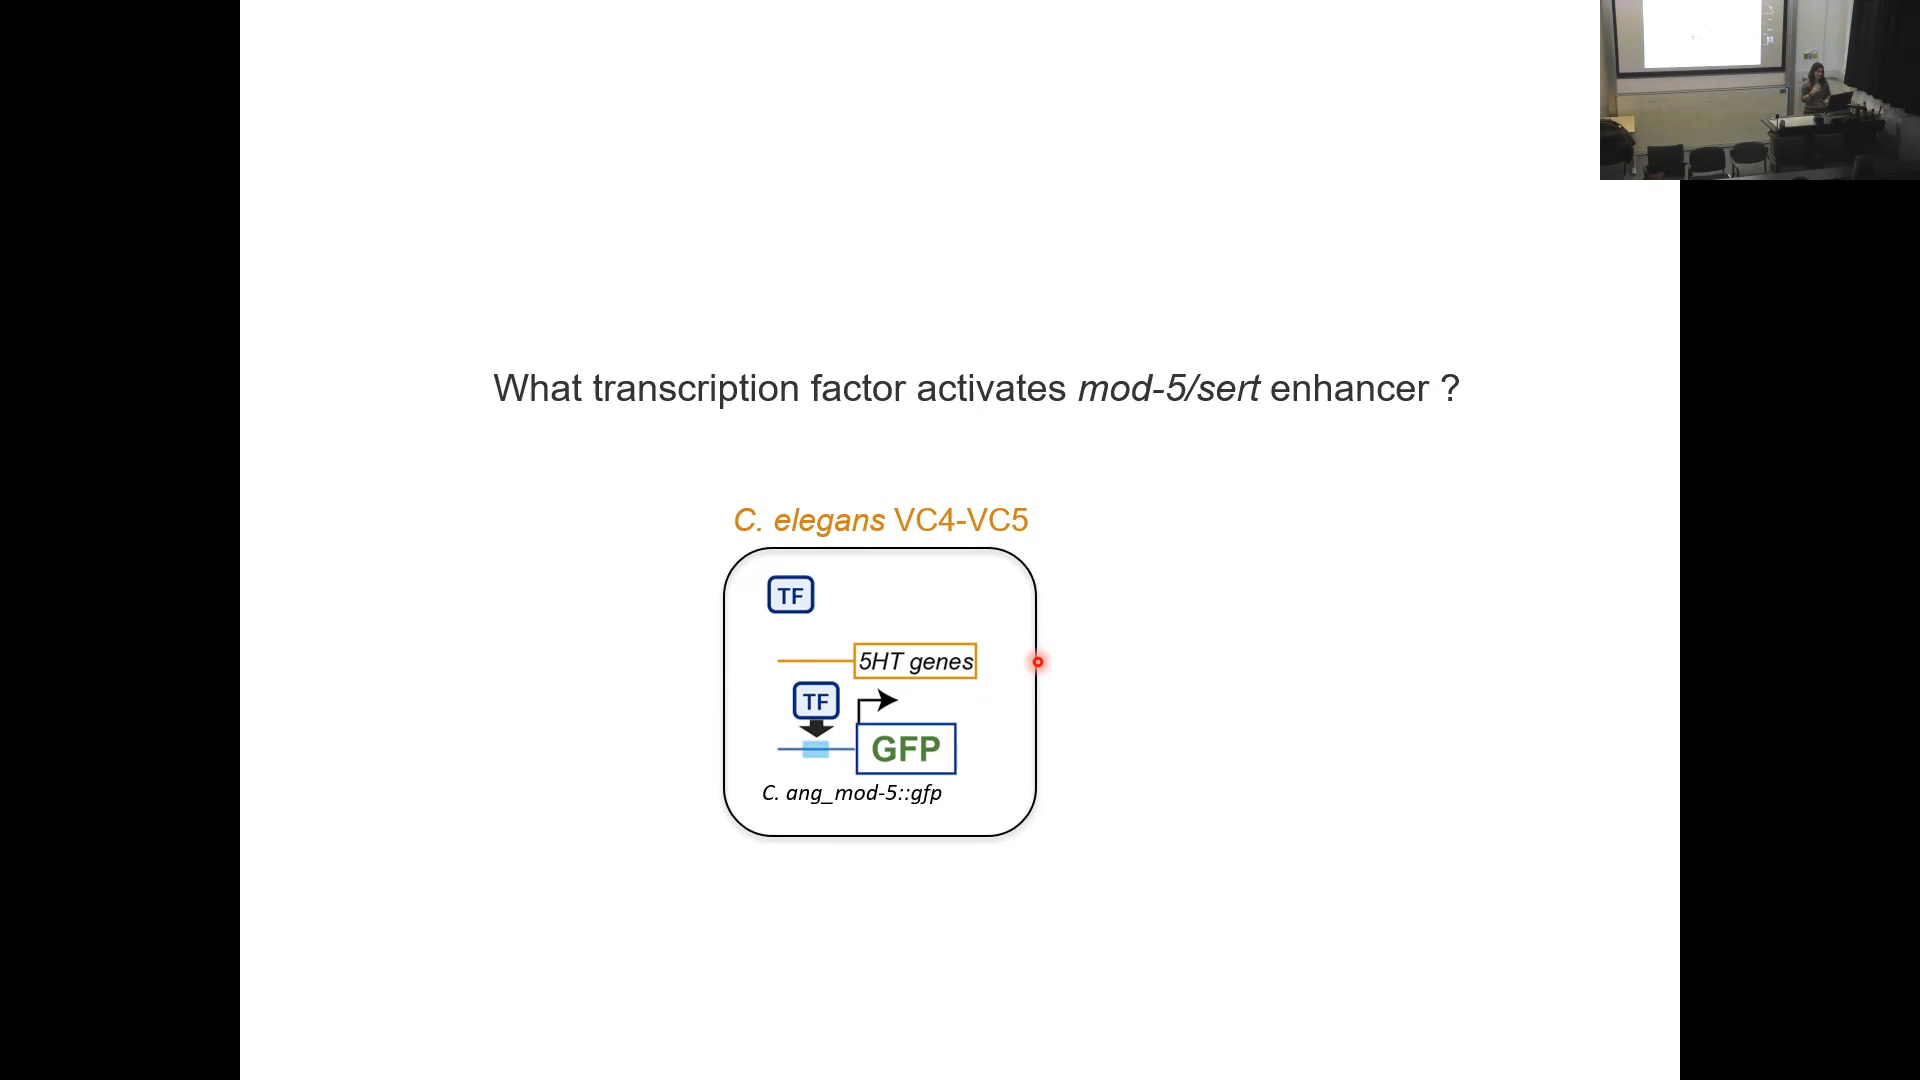 What transcription factor activates mod-5/sert enhancer ?
C. elegans VC4-VC5
TF
5HT genes
TF
GFP
C. ang_mod-5::gfp